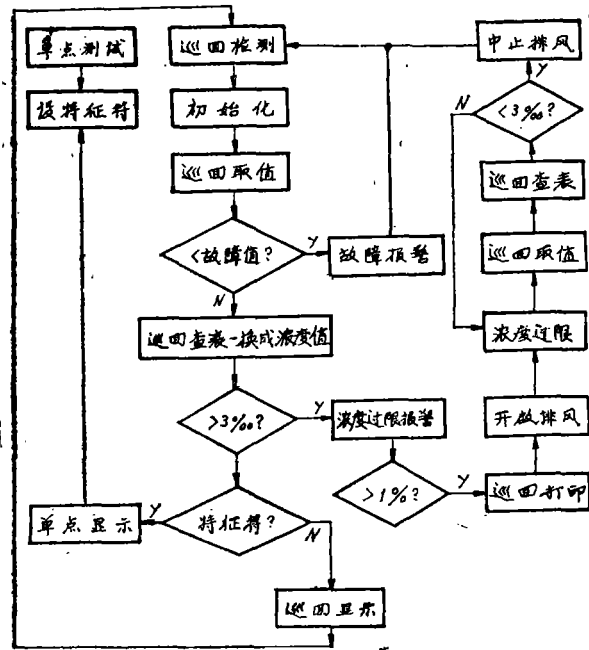 单点测试
设特征符
巡回检测
初始化
巡回取值
<故障值?
Y
故障报警
N
巡回查表-换成浓度值
>3‰?
Y
浓度过限报警
>1%?
Y
巡回打印
开放排风
浓度过限
巡回取值
巡回查表
<3‰?
N
Y
中止排风
特征符?
Y
单点显示
N
巡回显示